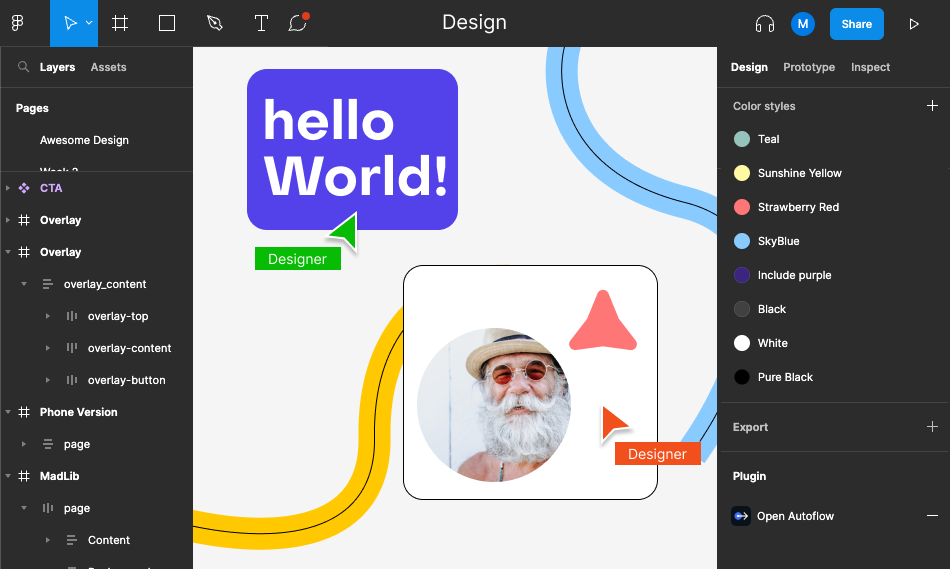 Design
M
Share
Layers
Assets
Pages
Awesome Design
CTA
Overlay
Overlay
overlay_content
overlay-top
overlay-content
overlay-button
Phone Version
page
MadLib
page
Content
hello
World!
Designer
Designer
Design
Prototype
Inspect
Color styles
Teal
Sunshine Yellow
Strawberry Red
SkyBlue
Include purple
Black
White
Pure Black
Export
Plugin
Open Autoflow